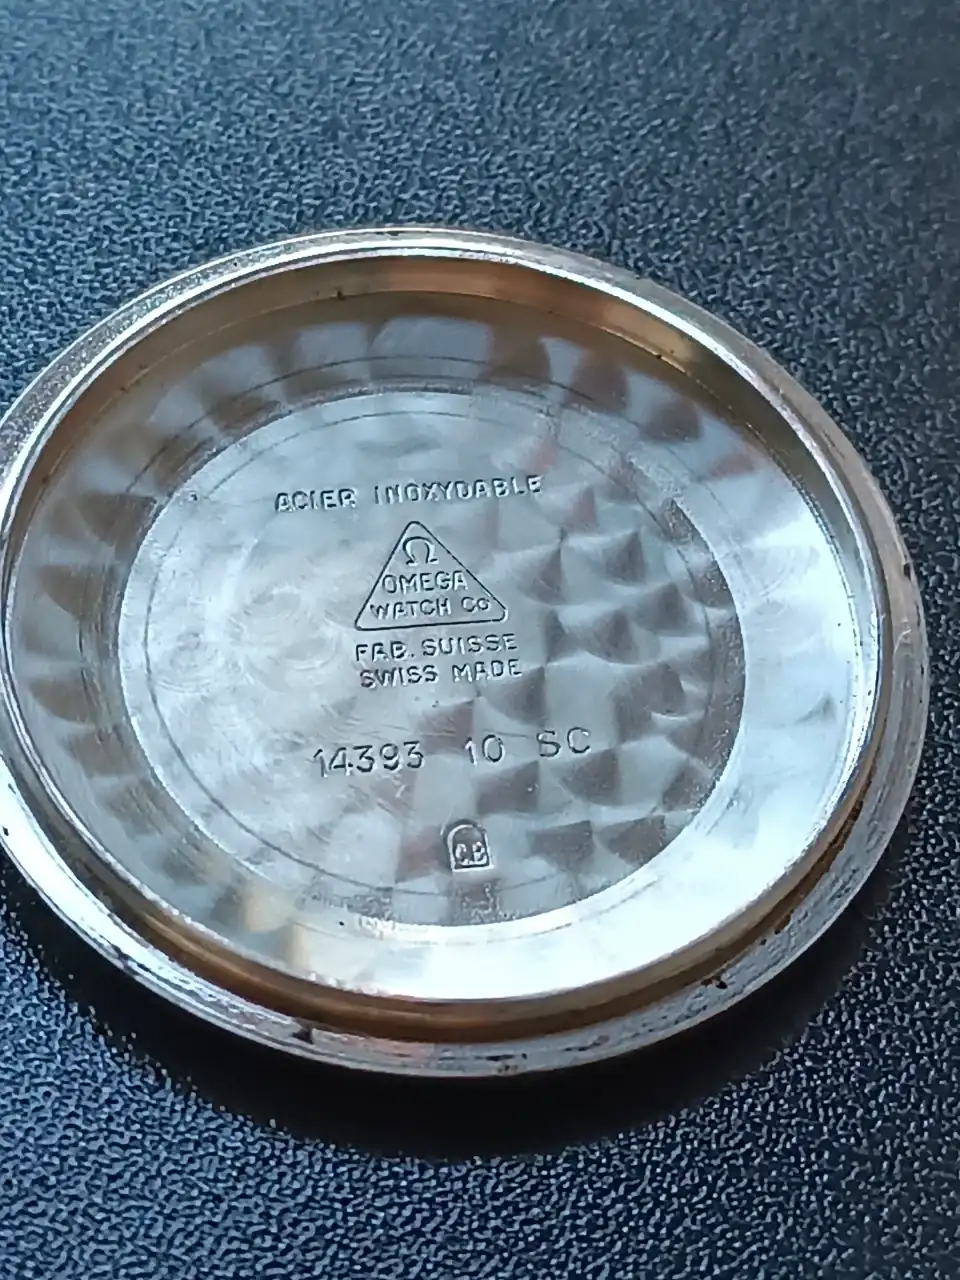 ACIER INOXYDABLE
Ω
OMEGA
WATCH Co
FAB. SUISSE
SWISS MADE
14393 10 SC
C.B